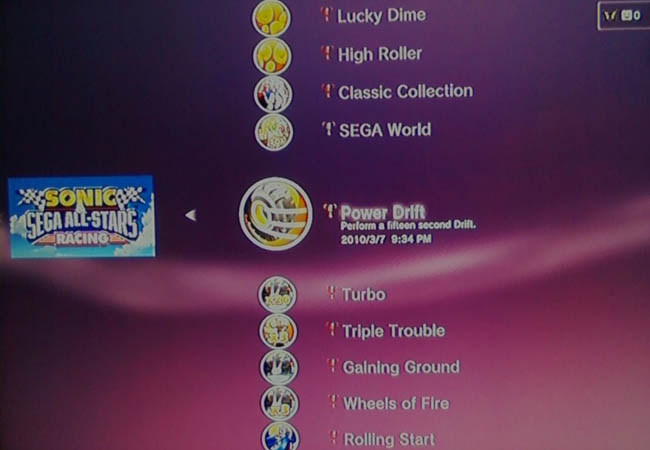 Lucky Dime
0
High Roller
Classic Collection
SEGA World
SONIC
SEGA ALL-STARS
RACING
Power Drift
Perform a fifteen second Drift.
2010/3/7 9:34 PM
Turbo
Triple Trouble
Gaining Ground
Wheels of Fire
Rolling Start